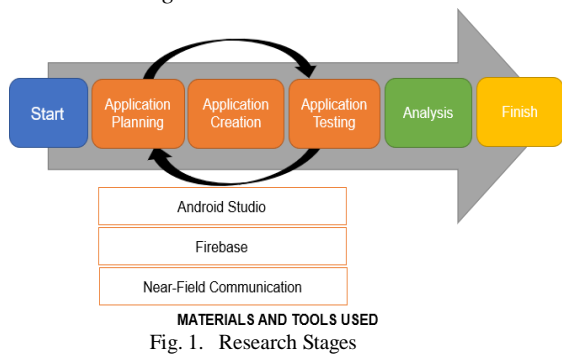 Start
Application
Planning
Application
Creation
Application
Testing
Analysis
Finish
Android Studio
Firebase
Near-Field Communication
MATERIALS AND TOOLS USED
Fig. 1. Research Stages